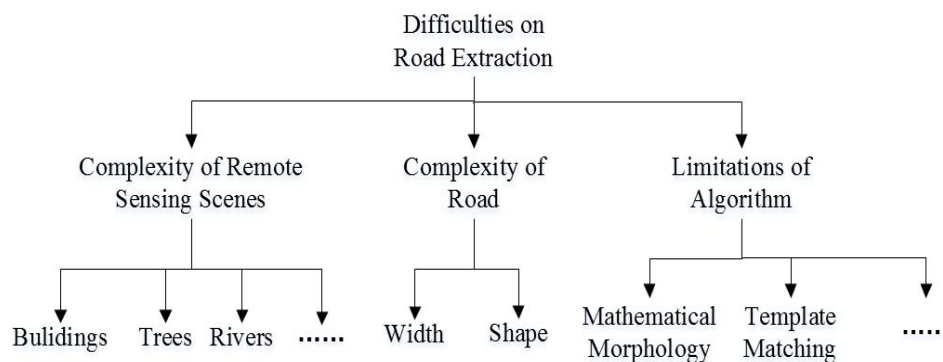 Difficulties on
Road Extraction
Complexity of Remote
Sensing Scenes
Complexity of
Road
Limitations of
Algorithm
Bulidings
Trees
Rivers
......
Width
Shape
Mathematical
Morphology
Template
Matching
.....